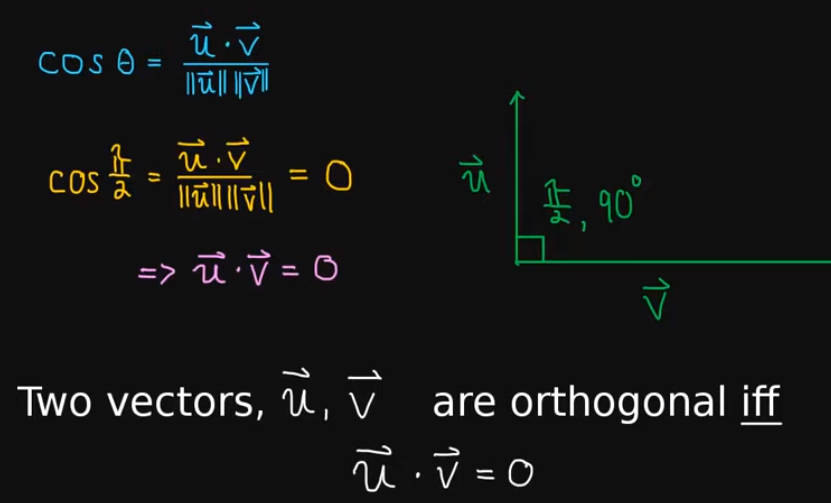 cos θ = u⃗ · v⃗ / ‖u⃗‖ ‖v⃗‖
cos π/2 = u⃗ · v⃗ / ‖u⃗‖ ‖v⃗‖ = 0
=> u⃗ · v⃗ = 0
u⃗
π/2, 90°
v⃗
Two vectors, u⃗, v⃗ are orthogonal iff
u⃗ · v⃗ = 0